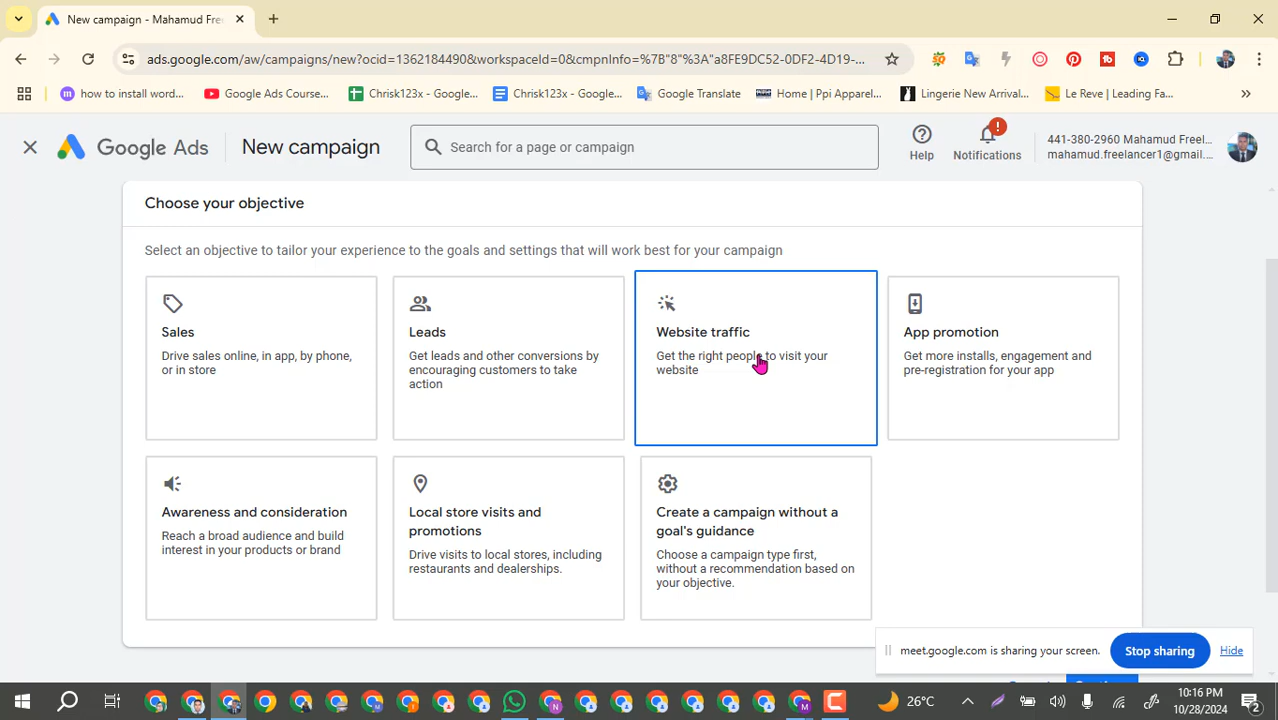 New campaign - Mahamud Fre
ads.google.com/aw/campaigns/new?ocid=1362184490&workspaceId=0&cmpnInfo=%7B"8"%3A"a8FE9DC52-0DF2-4D19-...
how to install word...
Google Ads Course...
Chrisk123x - Google...
Chrisk123x - Google...
Google Translate
Home | Ppi Apparel...
Lingerie New Arrival...
Le Reve | Leading Fa...
Google Ads
New campaign
Search for a page or campaign
Help
Notifications
441-380-2960 Mahamud Freel...
mahamud.freelancer1@gmail....
Choose your objective
Select an objective to tailor your experience to the goals and settings that will work best for your campaign
Sales
Drive sales online, in app, by phone,
or in store
Leads
Get leads and other conversions by
encouraging customers to take
action
Website traffic
Get the right people to visit your
website
App promotion
Get more installs, engagement and
pre-registration for your app
Awareness and consideration
Reach a broad audience and build
interest in your products or brand
Local store visits and
promotions
Drive visits to local stores, including
restaurants and dealerships.
Create a campaign without a
goal's guidance
Choose a campaign type first,
without a recommendation based on
your objective.
meet.google.com is sharing your screen.
Stop sharing
Hide
26°C
10:16 PM
10/28/2024
2